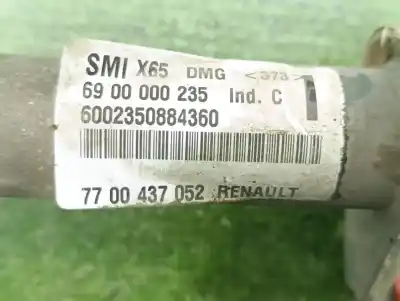 SMI X65 DMG <373>
69 00 000 235 Ind. C
6002350884360
77 00 437 052 RENAULT